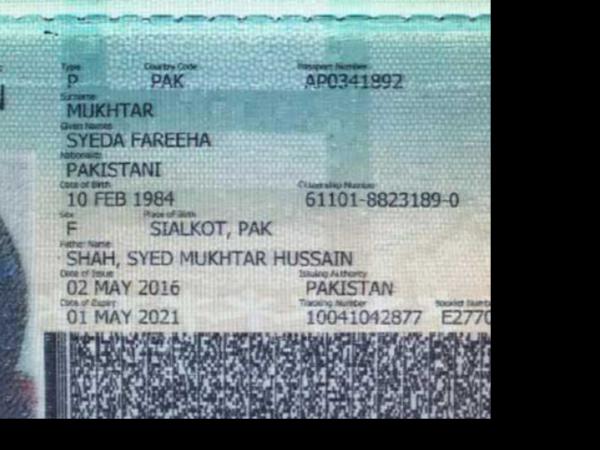 Type Country Code Passport Number
P PAK AP0341892
Surname
MUKHTAR
Given Names
SYEDA FAREEHA
Nationality
PAKISTANI
Date of Birth Citizenship Number
10 FEB 1984 61101-8823189-0
Sex Place of Birth
F SIALKOT, PAK
Father Name
SHAH, SYED MUKHTAR HUSSAIN
Date of Issue Issuing Authority
02 MAY 2016 PAKISTAN
Date of Expiry Tracking Number Booklet Numb
01 MAY 2021 10041042877 E2770